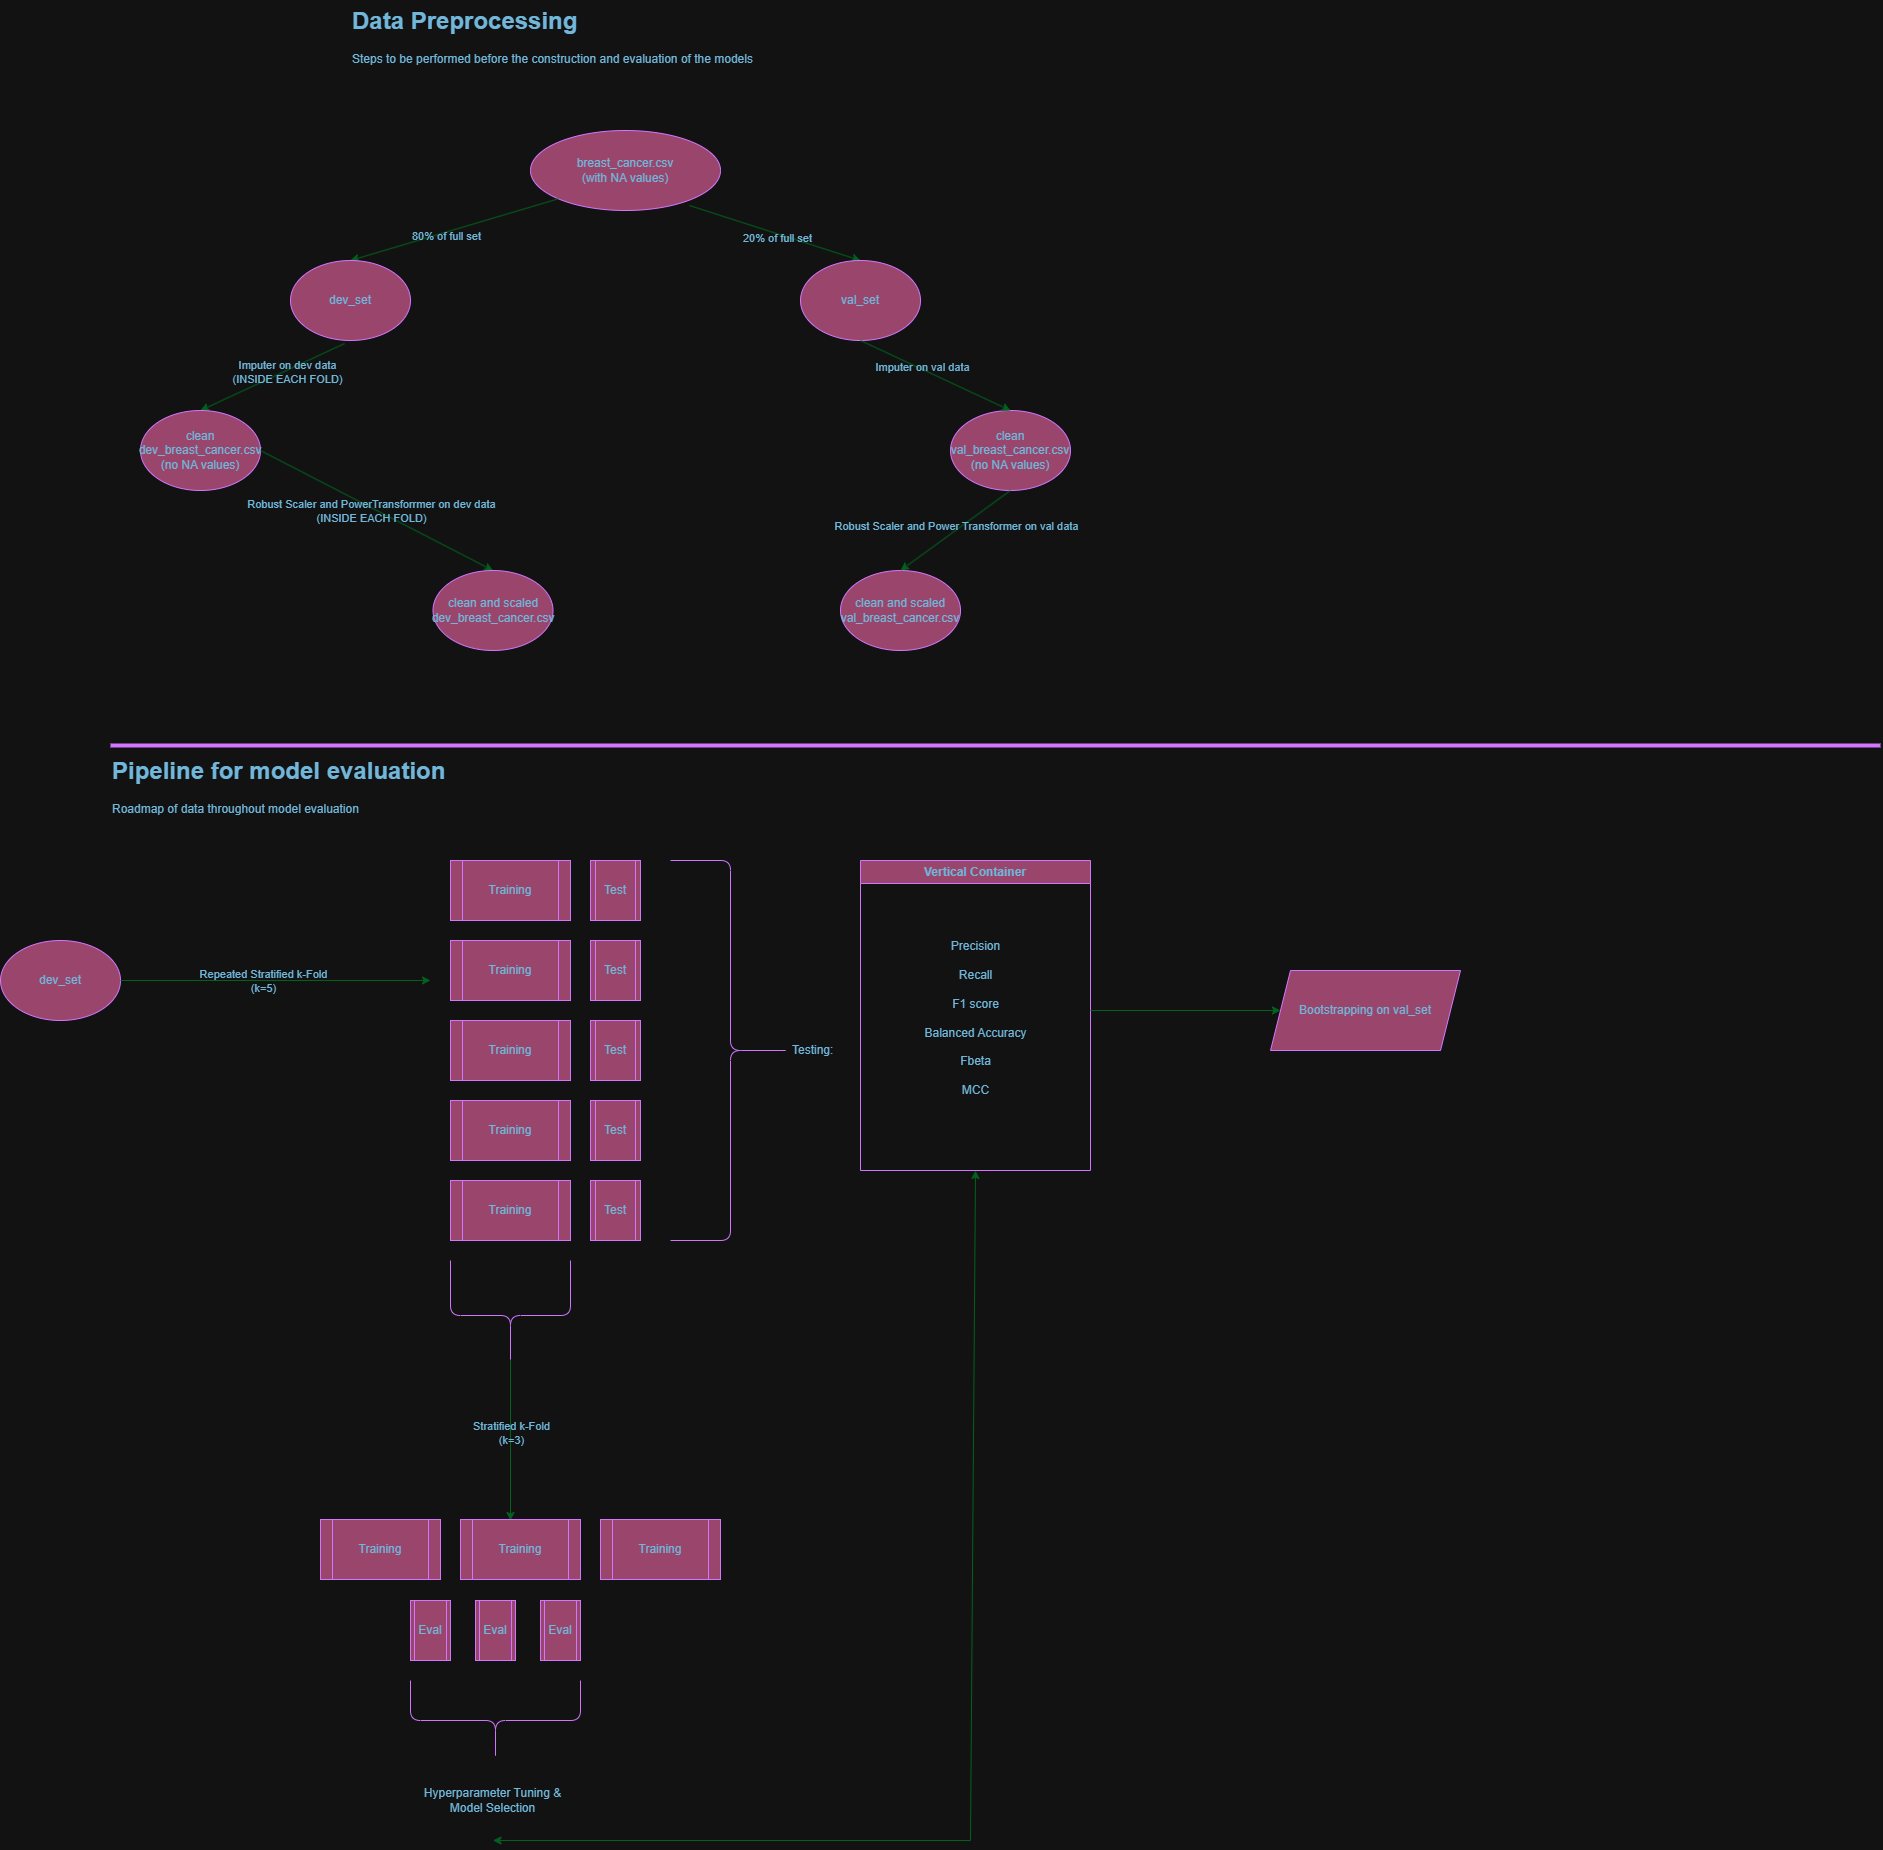 Data Preprocessing
Steps to be performed before the construction and evaluation of the models
breast_cancer.csv
(with NA values)
80% of full set
20% of full set
dev_set
val_set
Imputer on dev data
(INSIDE EACH FOLD)
Imputer on val data
clean
dev_breast_cancer.csv
(no NA values)
clean
val_breast_cancer.csv
(no NA values)
Robust Scaler and PowerTransforrmer on dev data
(INSIDE EACH FOLD)
Robust Scaler and Power Transformer on val data
clean and scaled
dev_breast_cancer.csv
clean and scaled
val_breast_cancer.csv
Pipeline for model evaluation
Roadmap of data throughout model evaluation
dev_set
Repeated Stratified k-Fold
(k=5)
Training
Test
Training
Test
Training
Test
Training
Test
Training
Test
Testing:
Vertical Container
Precision
Recall
F1 score
Balanced Accuracy
Fbeta
MCC
Bootstrapping on val_set
Stratified k-Fold
(k=3)
Training
Training
Training
Eval
Eval
Eval
Hyperparameter Tuning &
Model Selection